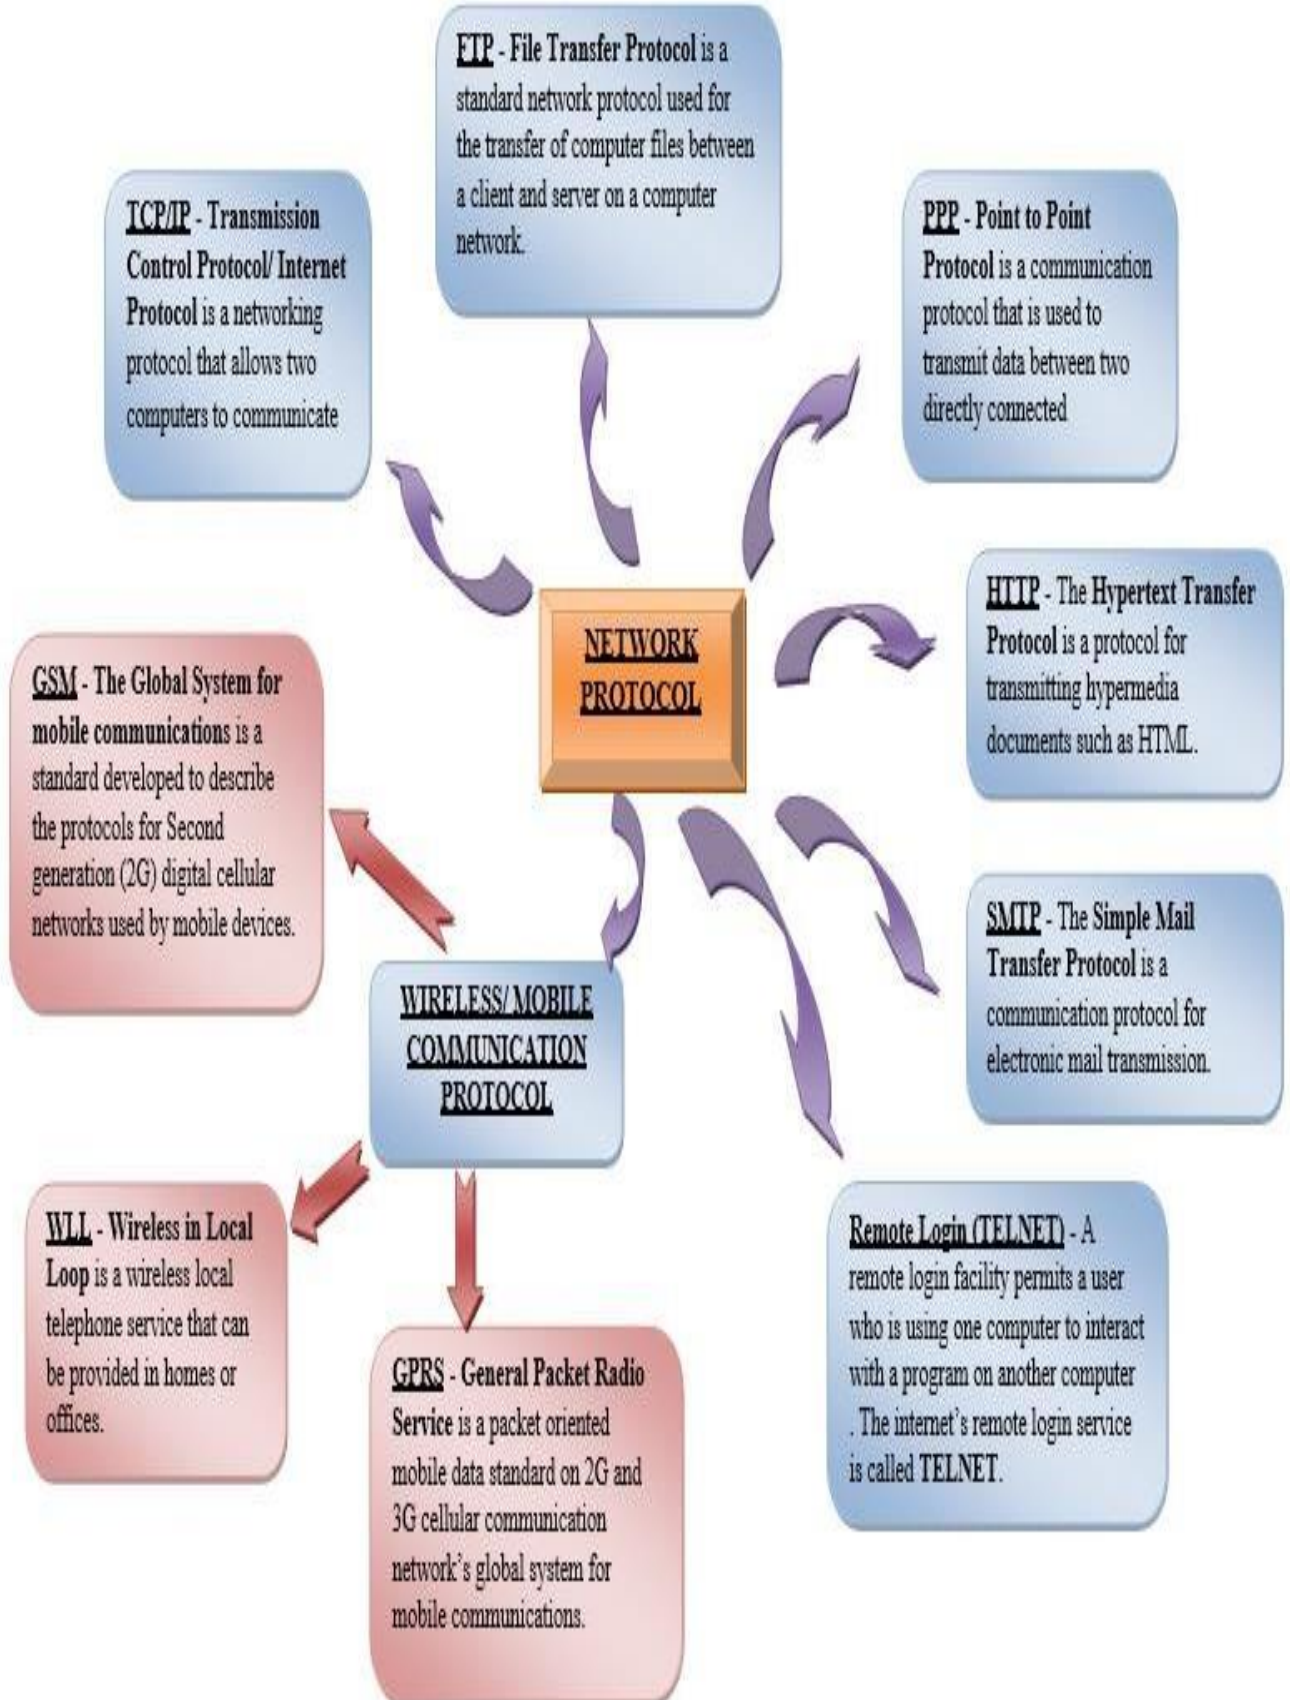 FTP - File Transfer Protocol is a
standard network protocol used for
the transfer of computer files between
a client and server on a computer
network.
TCP/IP - Transmission
Control Protocol/ Internet
Protocol is a networking
protocol that allows two
computers to communicate
PPP - Point to Point
Protocol is a communication
protocol that is used to
transmit data between two
directly connected
HTTP - The Hypertext Transfer
Protocol is a protocol for
transmitting hypermedia
documents such as HTML.
NETWORK
PROTOCOL
GSM - The Global System for
mobile communications is a
standard developed to describe
the protocols for Second
generation (2G) digital cellular
networks used by mobile devices.
SMTP - The Simple Mail
Transfer Protocol is a
communication protocol for
electronic mail transmission.
WIRELESS/ MOBILE
COMMUNICATION
PROTOCOL
WLL - Wireless in Local
Loop is a wireless local
telephone service that can
be provided in homes or
offices.
Remote Login (TELNET) - A
remote login facility permits a user
who is using one computer to interact
with a program on another computer
. The internet’s remote login service
is called TELNET.
GPRS - General Packet Radio
Service is a packet oriented
mobile data standard on 2G and
3G cellular communication
network’s global system for
mobile communications.